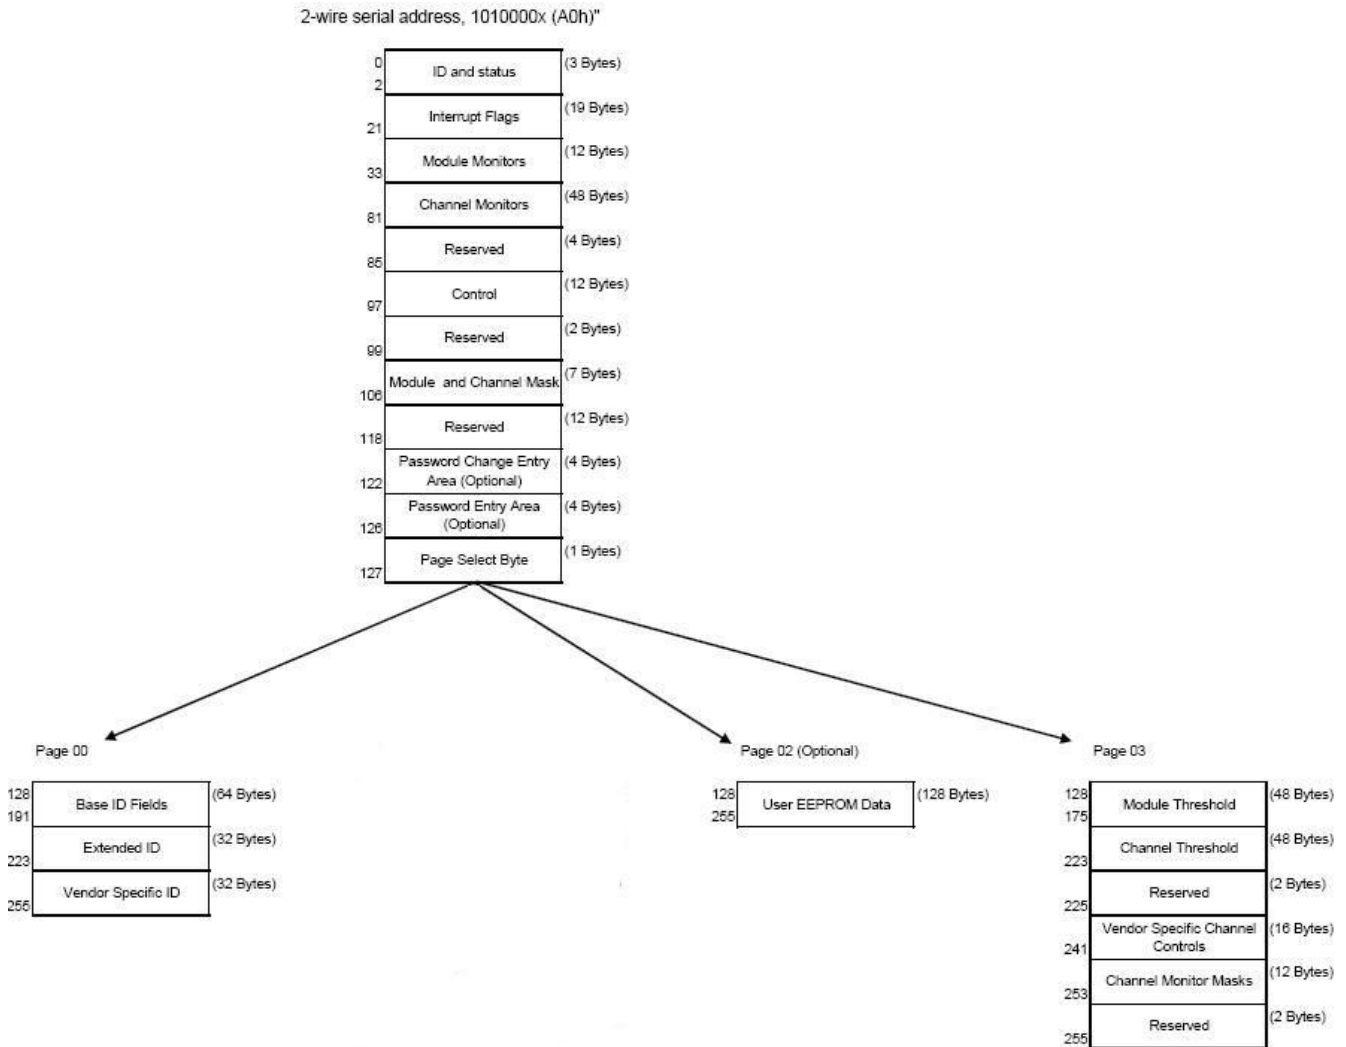 2-wire serial address, 1010000x (A0h)"
0
2
ID and status
(3 Bytes)
21
Interrupt Flags
(19 Bytes)
33
Module Monitors
(12 Bytes)
81
Channel Monitors
(48 Bytes)
85
Reserved
(4 Bytes)
97
Control
(12 Bytes)
99
Reserved
(2 Bytes)
106
Module and Channel Mask
(7 Bytes)
118
Reserved
(12 Bytes)
122
Password Change Entry
Area (Optional)
(4 Bytes)
126
Password Entry Area
(Optional)
(4 Bytes)
127
Page Select Byte
(1 Bytes)
Page 00
128
191
Base ID Fields
(64 Bytes)
223
Extended ID
(32 Bytes)
255
Vendor Specific ID
(32 Bytes)
Page 02 (Optional)
128
255
User EEPROM Data
(128 Bytes)
Page 03
128
175
Module Threshold
(48 Bytes)
223
Channel Threshold
(48 Bytes)
225
Reserved
(2 Bytes)
241
Vendor Specific Channel
Controls
(16 Bytes)
253
Channel Monitor Masks
(12 Bytes)
255
Reserved
(2 Bytes)